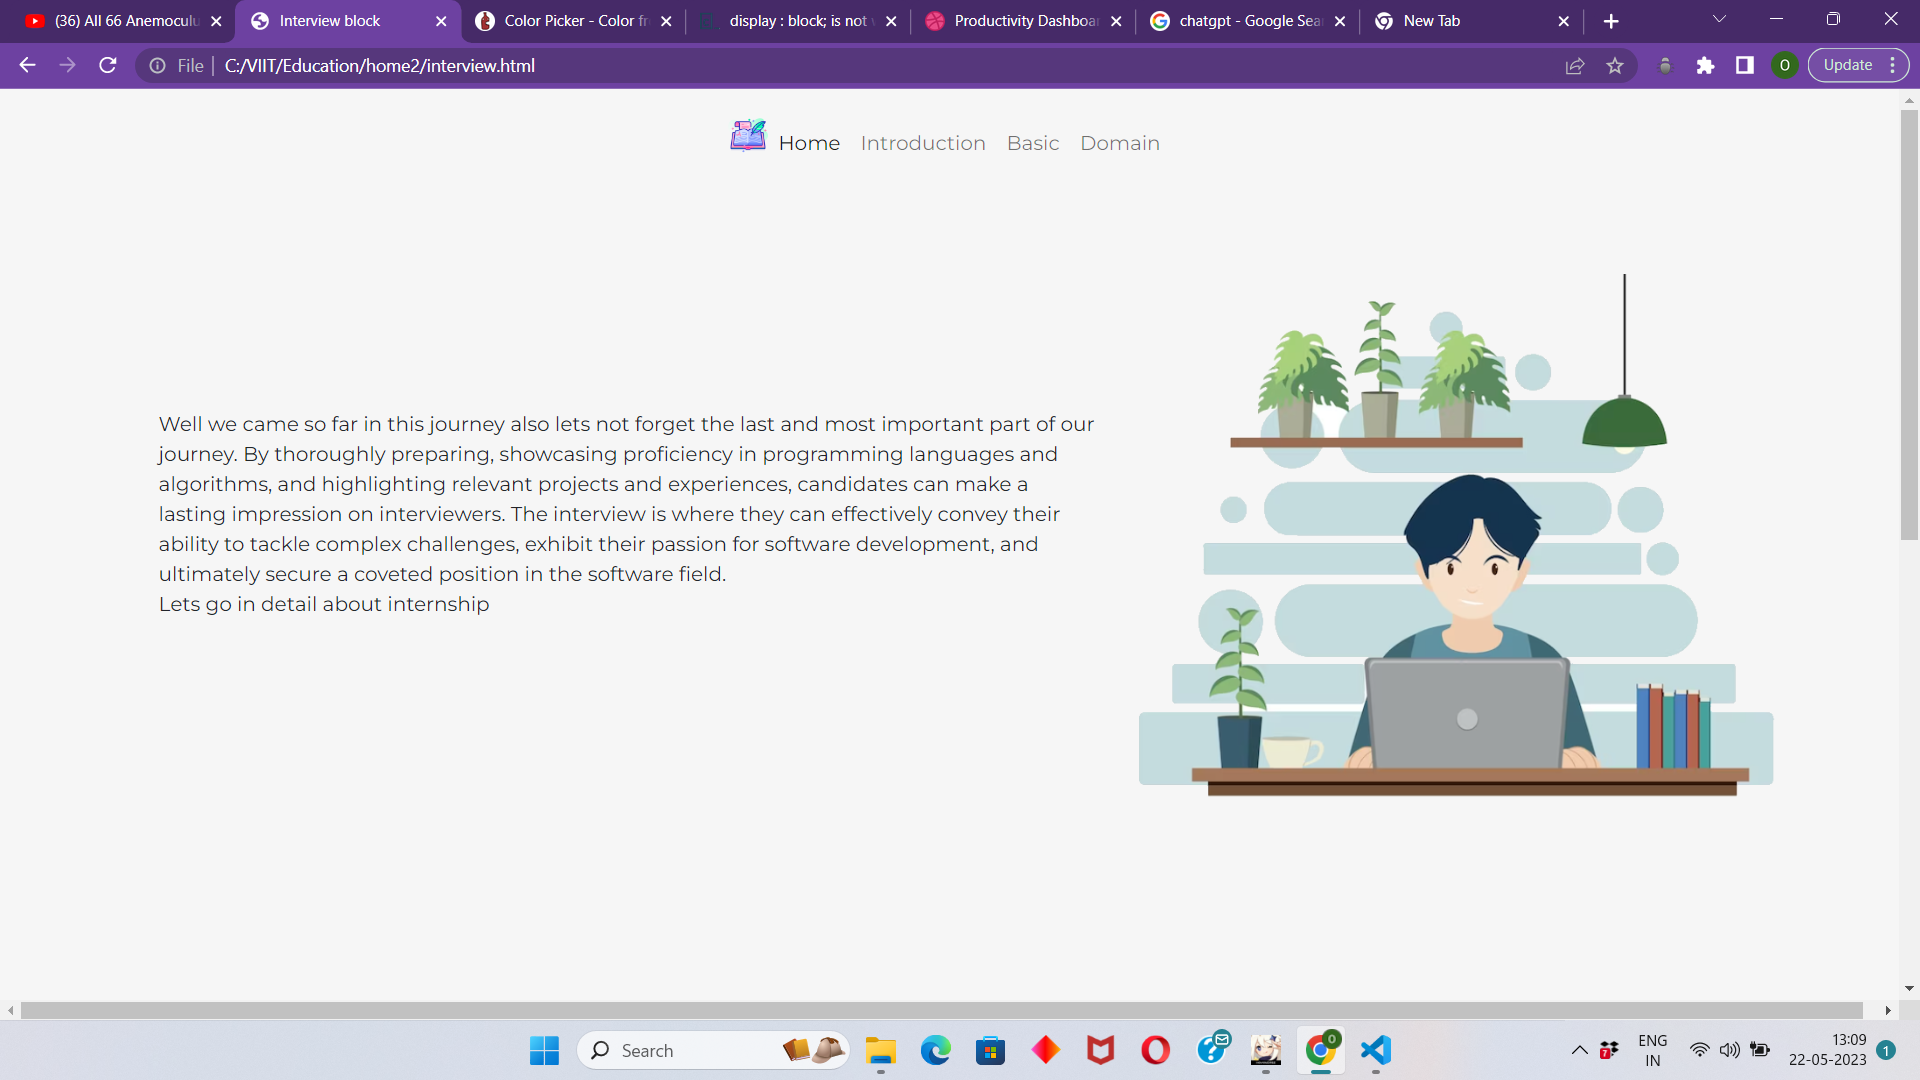 (36) All 66 Anemoculu
Interview block
Color Picker - Color fr
display : block; is not v
Productivity Dashboar
chatgpt - Google Sea
New Tab
File
C:/VIIT/Education/home2/interview.html
O
Update
Home Introduction Basic Domain
Well we came so far in this journey also lets not forget the last and most important part of our
journey. By thoroughly preparing, showcasing proficiency in programming languages and
algorithms, and highlighting relevant projects and experiences, candidates can make a
lasting impression on interviewers. The interview is where they can effectively convey their
ability to tackle complex challenges, exhibit their passion for software development, and
ultimately secure a coveted position in the software field.
Lets go in detail about internship
Search
O
7
ENG
IN
13:09
22-05-2023
1